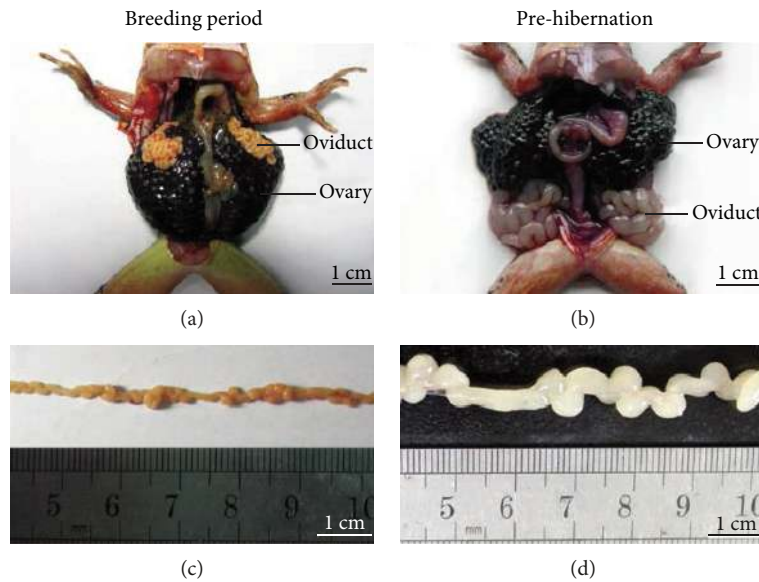 Breeding period
Pre-hibernation
Oviduct
Ovary
1 cm
Ovary
Oviduct
1 cm
(a)
(b)
5 6 7 8 9 10
mm
1 cm
5 6 7 8 9 10
mm
1 cm
(c)
(d)